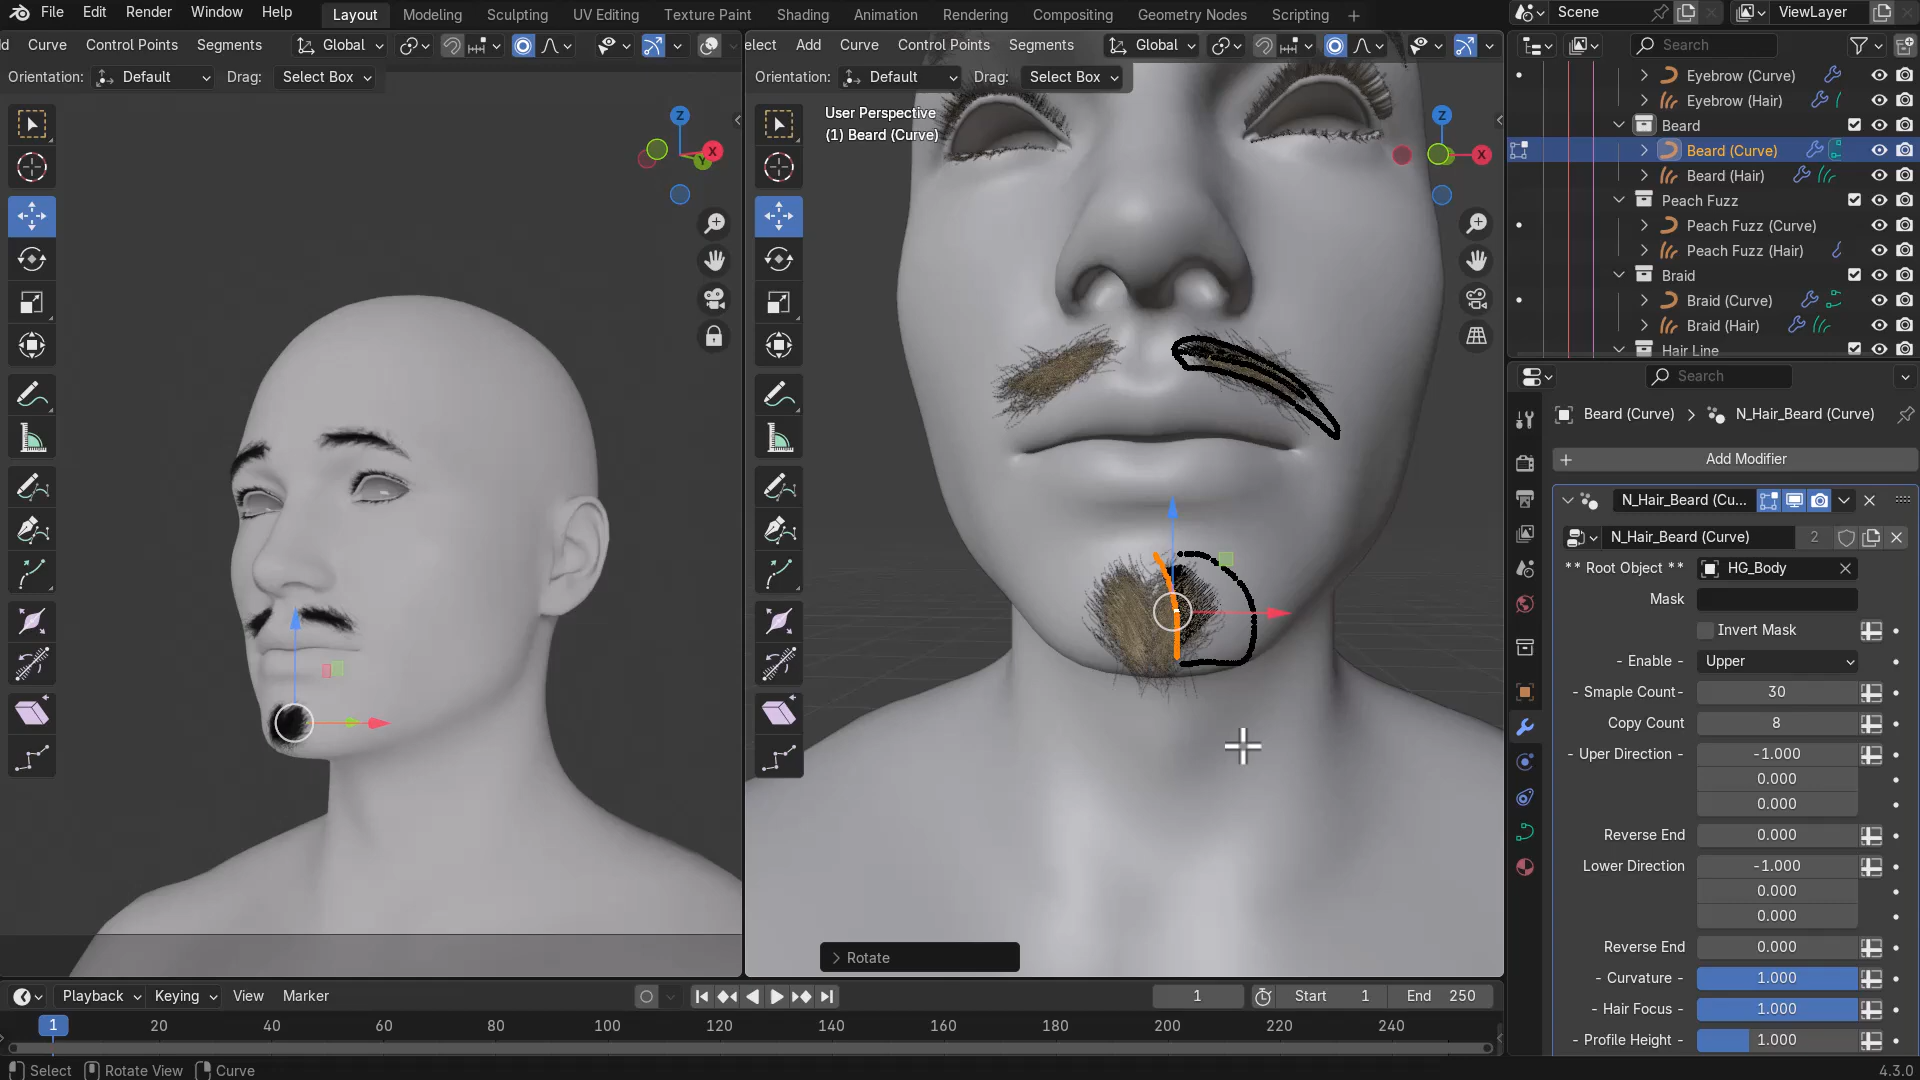 File Edit Render Window Help Layout Modeling Sculpting UV Editing Texture Paint Shading Animation Rendering Compositing Geometry Nodes Scripting Scene ViewLayer
d Curve Control Points Segments Global elect Add Curve Control Points Segments Global Search
Orientation: Default Drag: Select Box Orientation: Default Drag: Select Box
User Perspective
(1) Beard (Curve)
Z X Y
Z X
Eyebrow (Curve)
Eyebrow (Hair)
Beard
Beard (Curve)
Beard (Hair)
Peach Fuzz
Peach Fuzz (Curve)
Peach Fuzz (Hair)
Braid
Braid (Curve)
Braid (Hair)
Hair Line
Search
Beard (Curve) N_Hair_Beard (Curve)
Add Modifier
N_Hair_Beard (Cu...
N_Hair_Beard (Curve) 2
** Root Object ** HG_Body
Mask
Invert Mask
- Enable - Upper
- Smaple Count- 30
Copy Count 8
- Uper Direction - -1.000
0.000
0.000
Reverse End 0.000
Lower Direction -1.000
0.000
0.000
Reverse End 0.000
- Curvature - 1.000
- Hair Focus - 1.000
- Profile Height - 1.000
Rotate
Playback Keying View Marker 1 Start 1 End 250
1 20 40 60 80 100 120 140 160 180 200 220 240
Select Rotate View Curve 4.3.0